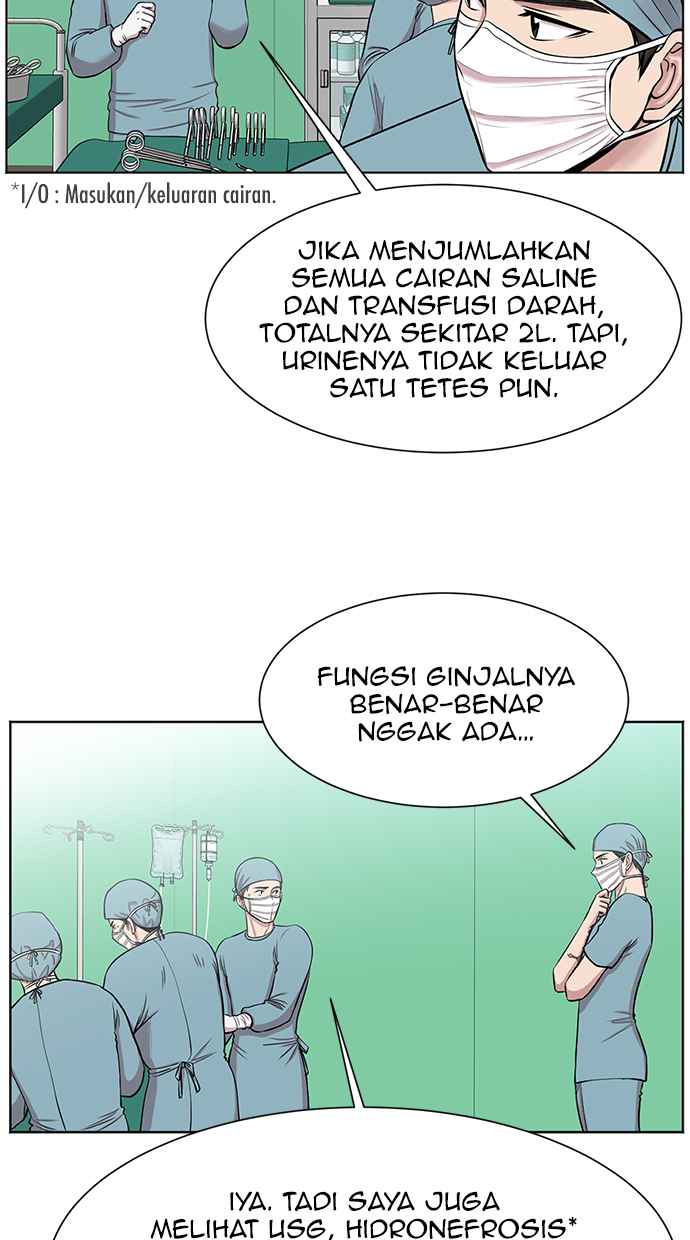 *I/O : Masukan/keluaran cairan.
JIKA MENJUMLAHKAN
SEMUA CAIRAN SALINE
DAN TRANSFUSI DARAH,
TOTALNYA SEKITAR 2L. TAPI,
URINENYA TIDAK KELUAR
SATU TETES PUN.
FUNGSI GINJALNYA
BENAR-BENAR
NGGAK ADA...
IYA. TADI SAYA JUGA
MELIHAT USG, HIDRONEFROSIS*